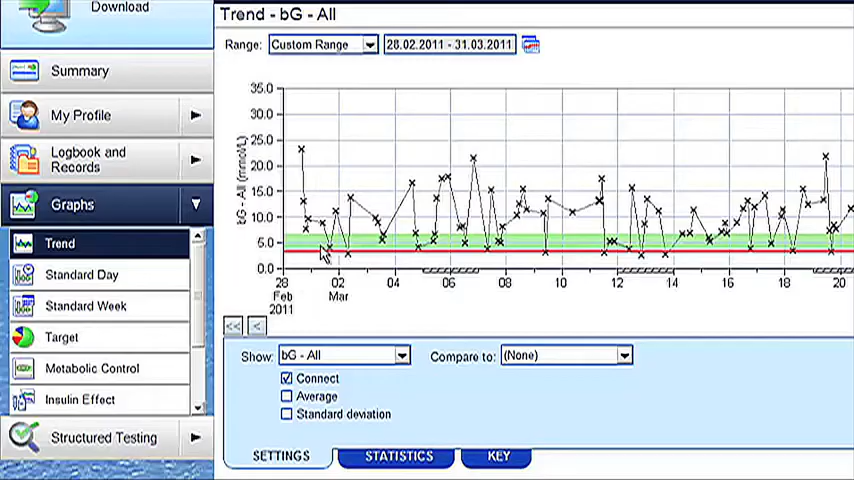 Download
Summary
My Profile
Logbook and
Records
Graphs
Trend
Standard Day
Standard Week
Target
Metabolic Control
Insulin Effect
Structured Testing
Trend - bG - All
Range: Custom Range 28.02.2011 - 31.03.2011
bG - All (mmol/L)
35.0
30.0
25.0
20.0
15.0
10.0
5.0
0.0
28 02 04 06 08 10 12 14 16 18 20
Feb Mar
2011
<< <
Show: bG - All Compare to: (None)
Connect
Average
Standard deviation
SETTINGS STATISTICS KEY